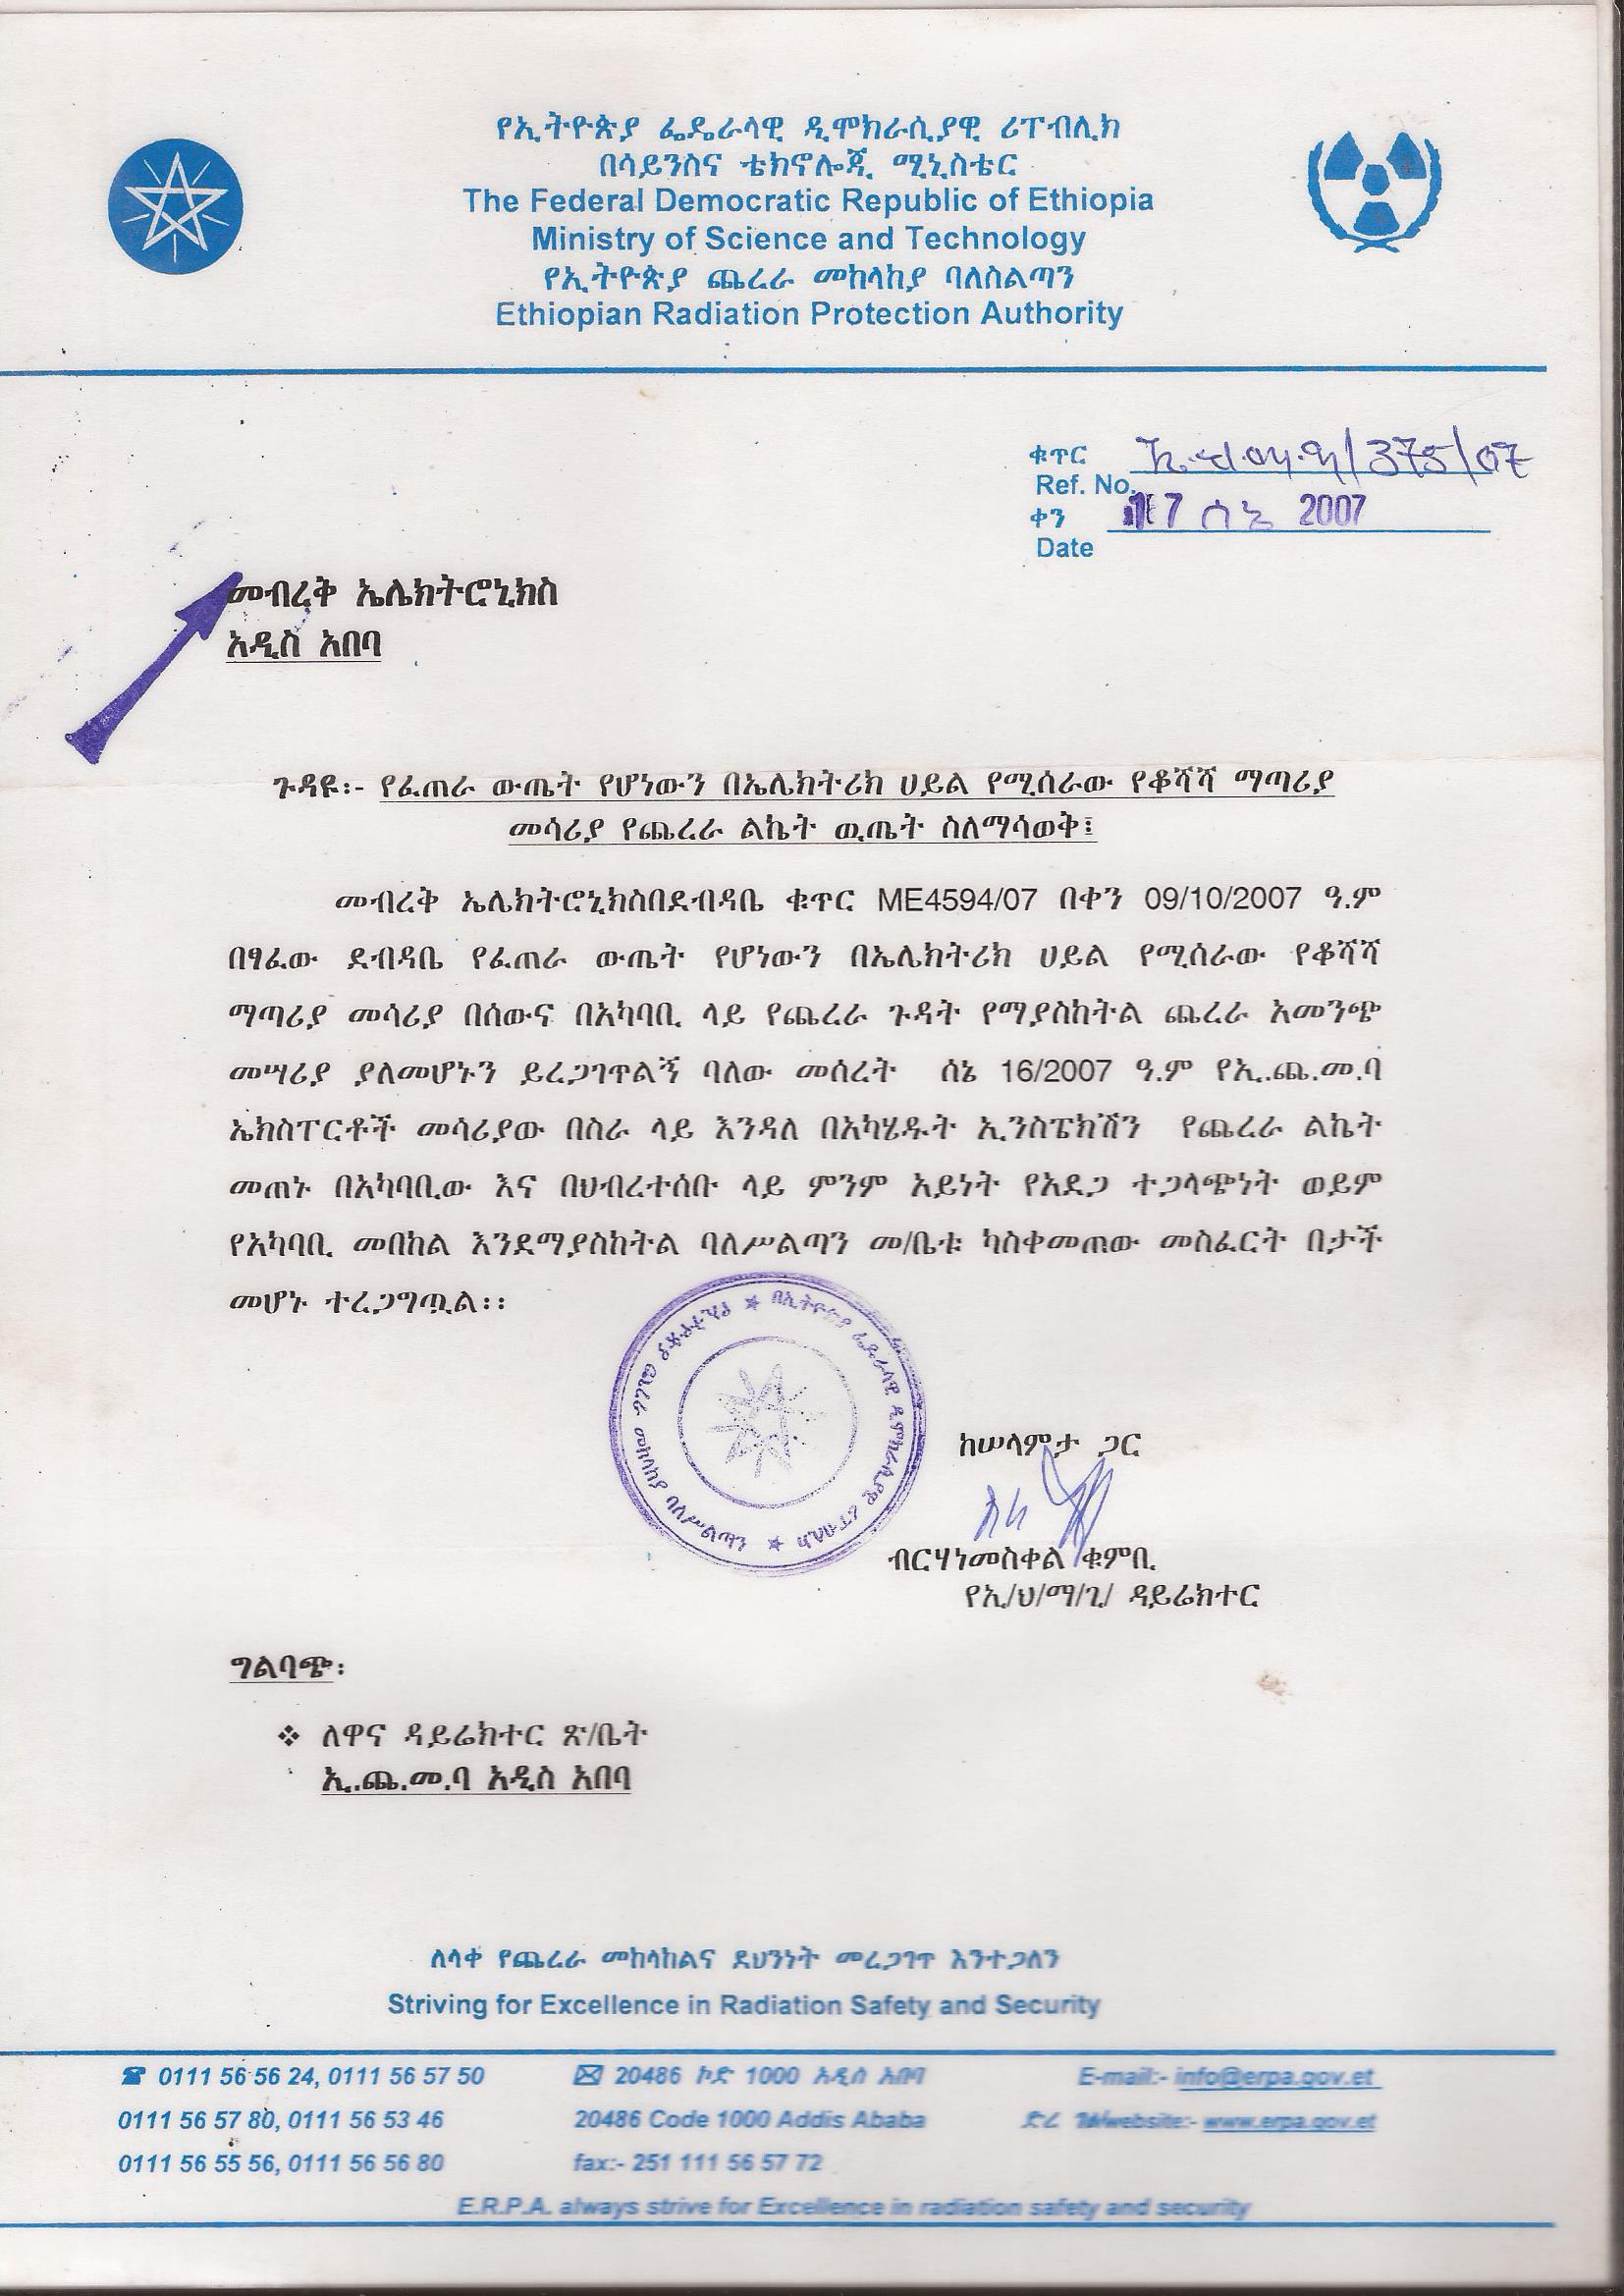 የኢትዮጵያ ፌዴራላዊ ዲሞክራሲያዊ ሪፐብሊክ
በሳይንስና ቴክኖሎጂ ሚኒስቴር
The Federal Democratic Republic of Ethiopia
Ministry of Science and Technology
የኢትዮጵያ ጨረራ መከላከያ ባለስልጣን
Ethiopian Radiation Protection Authority
ቁጥር /375/07
Ref. No.
ቀን 17 ሰኔ 2007
Date
መብረቅ ኤሌክትሮኒክስ
አዲስ አበባ
ጉዳዩ፡- የፈጠራ ውጤት የሆነውን በኤሌክትሪክ ሀይል የሚሰራው የቆሻሻ ማጣሪያ
መሳሪያ የጨረራ ልኬት ዉጤት ስለማሳወቅ፤
መብረቅ ኤሌክትሮኒክስበደብዳቤ ቁጥር ME4594/07 በቀን 09/10/2007 ዓ.ም
በፃፈው ደብዳቤ የፈጠራ ውጤት የሆነውን በኤሌክትሪክ ሀይል የሚሰራው የቆሻሻ
ማጣሪያ መሳሪያ በሰውና በአካባቢ ላይ የጨረራ ጉዳት የማያስከትል ጨረራ አመንጭ
መሣሪያ ያለመሆኑን ይረጋገጥልኝ ባለው መሰረት ሰኔ 16/2007 ዓ.ም የኢ.ጨ.መ.ባ
ኤክስፐርቶች መሳሪያው በስራ ላይ እንዳለ በአካሄዱት ኢንስፔክሽን የጨረራ ልኬት
መጠኑ በአካባቢው እና በህብረተሰቡ ላይ ምንም አይነት የአደጋ ተጋላጭነት ወይም
የአካባቢ መበከል እንደማያስከትል ባለሥልጣን መ/ቤቱ ካስቀመጠው መስፈርት በታች
መሆኑ ተረጋግጧል፡፡
በኢትዮጵያ ፌዴራላዊ ዲሞክራሲያዊ ሪፐብሊክ
መከላከያ ባለሥልጣን
ከሠላምታ ጋር
ብርሃነመስቀል ቁምቢ
የኢ/ህ/ማ/ጊ/ ዳይሬክተር
ግልባጭ፡
❖ ለዋና ዳይሬክተር ጽ/ቤት
ኢ.ጨ.መ.ባ አዲስ አበባ
ለላቀ የጨረራ መከላከልና ደህንነት መረጋገጥ እንተጋለን
Striving for Excellence in Radiation Safety and Security
☎ 0111 56 56 24, 0111 56 57 50 ✉ 20486 ኮድ 1000 አዲስ አበባ E-mail:- info@erpa.gov.et
0111 56 57 80, 0111 56 53 46 20486 Code 1000 Addis Ababa ድረ ገፅ/website:- www.erpa.gov.et
0111 56 55 56, 0111 56 56 80 fax:- 251 111 56 57 72
E.R.P.A. always strive for Excellence in radiation safety and security